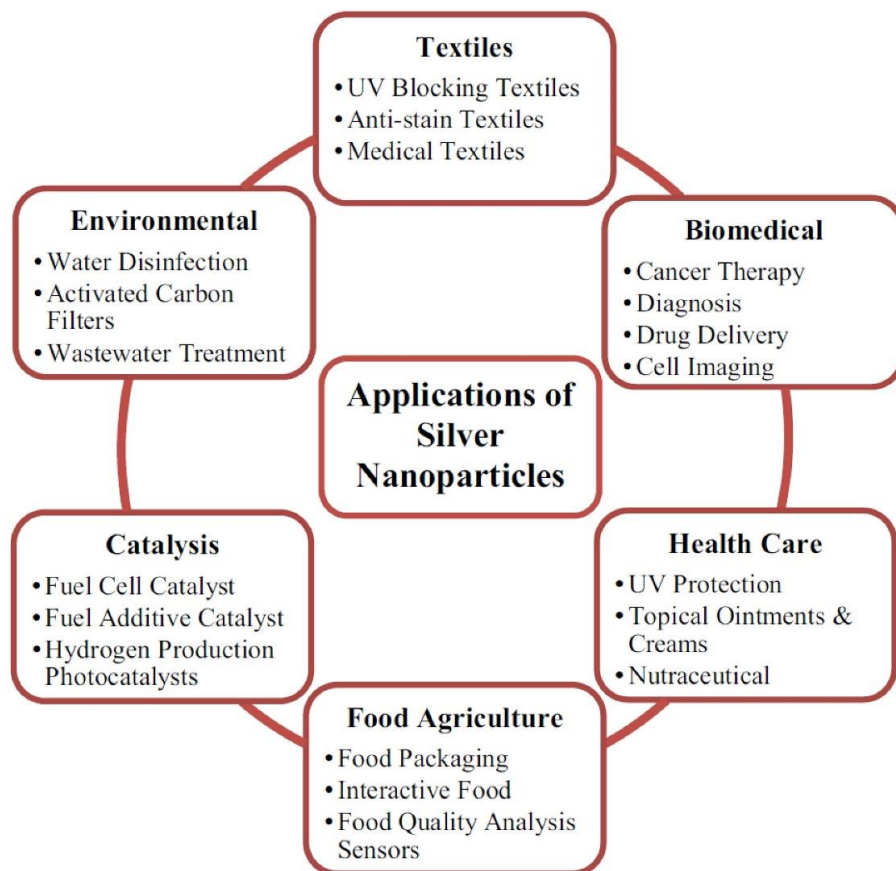 Textiles
• UV Blocking Textiles
• Anti-stain Textiles
• Medical Textiles
Environmental
• Water Disinfection
• Activated Carbon
Filters
• Wastewater Treatment
Biomedical
• Cancer Therapy
• Diagnosis
• Drug Delivery
• Cell Imaging
Applications of
Silver
Nanoparticles
Catalysis
• Fuel Cell Catalyst
• Fuel Additive Catalyst
• Hydrogen Production
Photocatalysts
Health Care
• UV Protection
• Topical Ointments &
Creams
• Nutraceutical
Food Agriculture
• Food Packaging
• Interactive Food
• Food Quality Analysis
Sensors